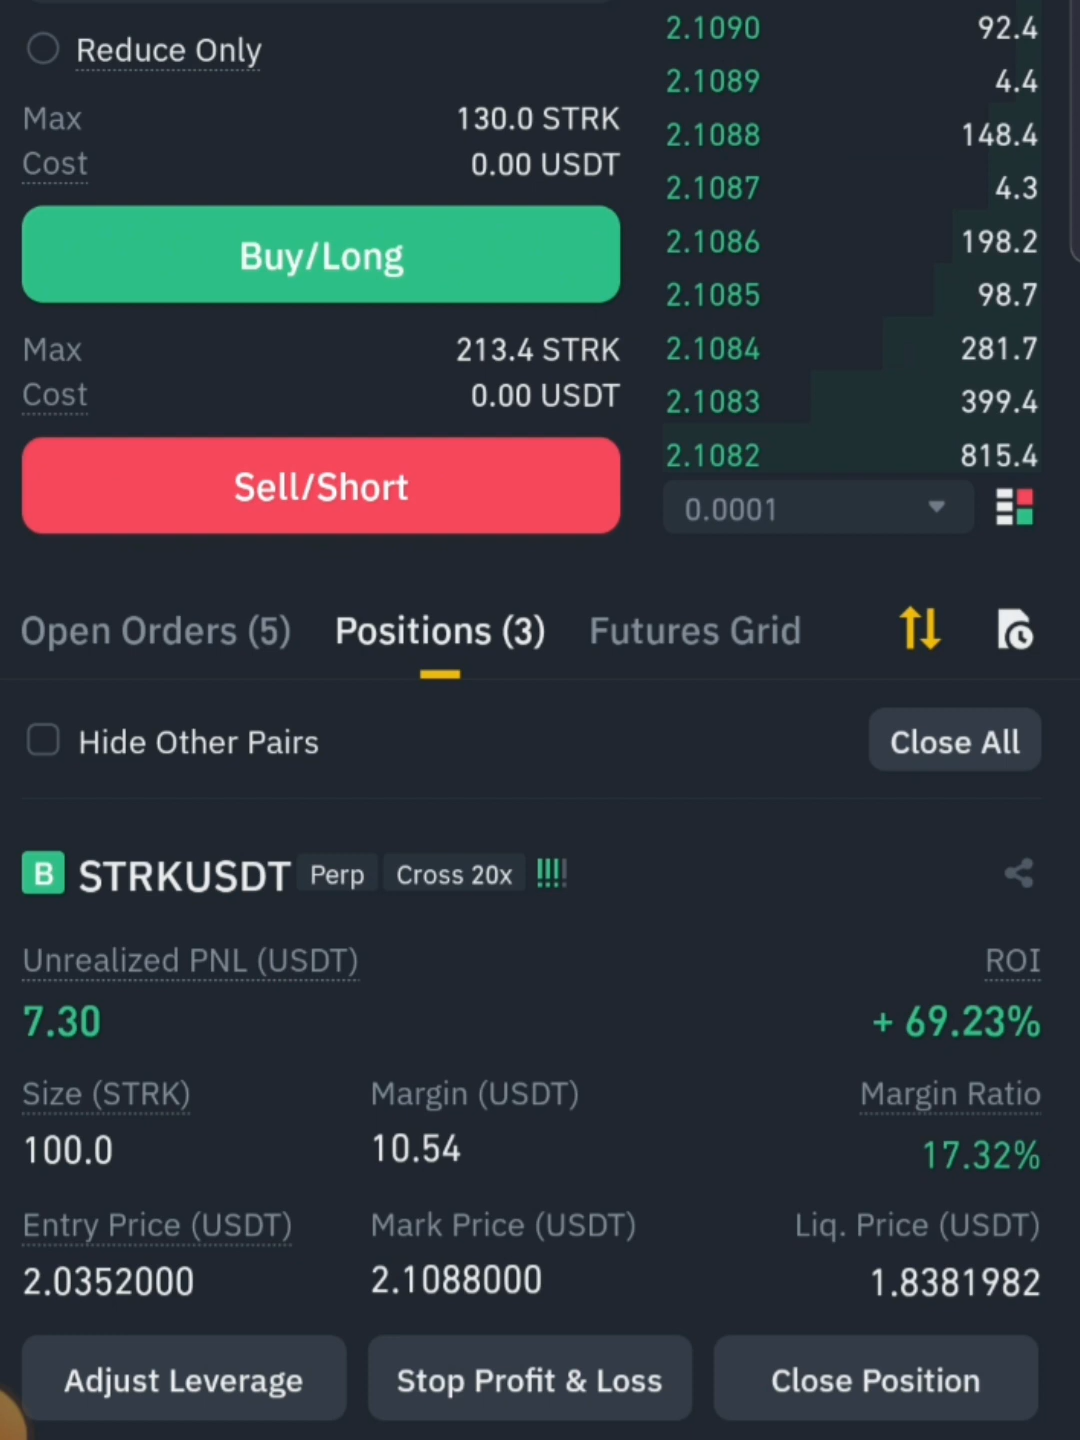 Reduce Only
Max 130.0 STRK
Cost 0.00 USDT
Buy/Long
Max 213.4 STRK
Cost 0.00 USDT
Sell/Short
2.1090 92.4
2.1089 4.4
2.1088 148.4
2.1087 4.3
2.1086 198.2
2.1085 98.7
2.1084 281.7
2.1083 399.4
2.1082 815.4
0.0001
Open Orders (5) Positions (3) Futures Grid
Hide Other Pairs Close All
B STRKUSDT Perp Cross 20x
Unrealized PNL (USDT) ROI
7.30 + 69.23%
Size (STRK) Margin (USDT) Margin Ratio
100.0 10.54 17.32%
Entry Price (USDT) Mark Price (USDT) Liq. Price (USDT)
2.0352000 2.1088000 1.8381982
Adjust Leverage Stop Profit & Loss Close Position